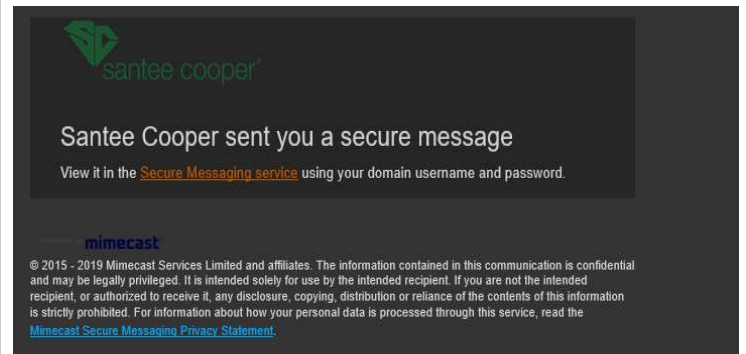 SC
santee cooper®
Santee Cooper sent you a secure message
View it in the Secure Messaging service using your domain username and password.
mimecast
© 2015 - 2019 Mimecast Services Limited and affiliates. The information contained in this communication is confidential
and may be legally privileged. It is intended solely for use by the intended recipient. If you are not the intended
recipient, or authorized to receive it, any disclosure, copying, distribution or reliance of the contents of this information
is strictly prohibited. For information about how your personal data is processed through this service, read the
Mimecast Secure Messaging Privacy Statement.